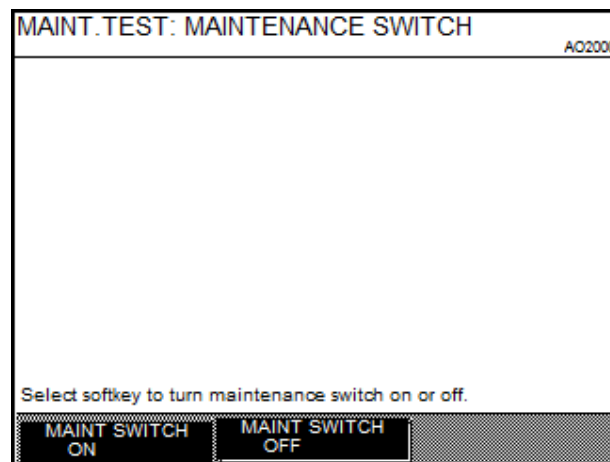 MAINT.TEST: MAINTENANCE SWITCH
AO2000
Select softkey to turn maintenance switch on or off.
MAINT SWITCH
ON
MAINT SWITCH
OFF